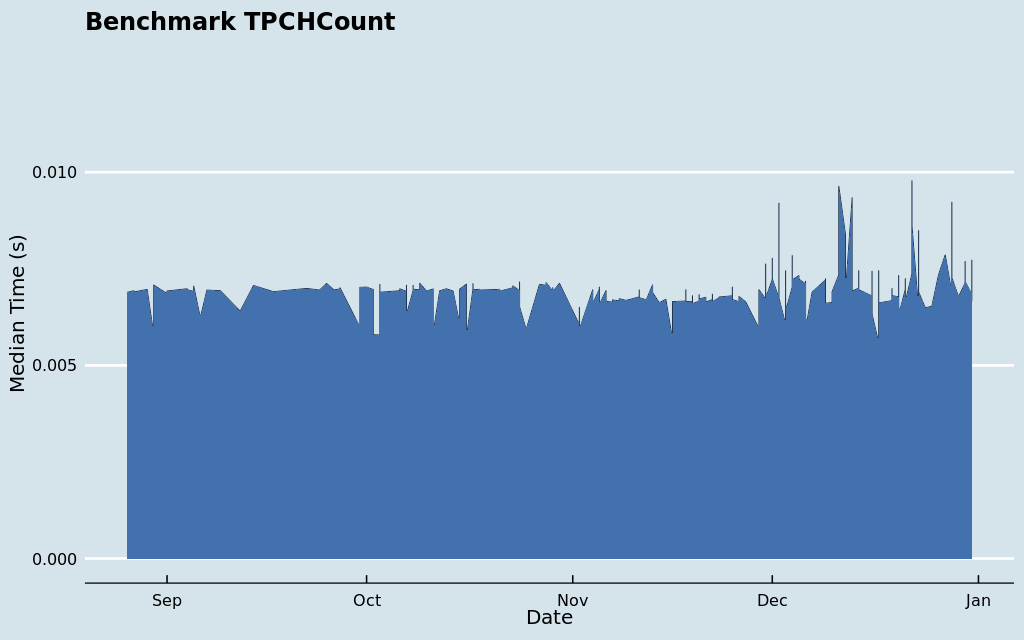 Benchmark TPCHCount
Median Time (s)
0.010
0.005
0.000
Sep
Oct
Nov
Dec
Jan
Date